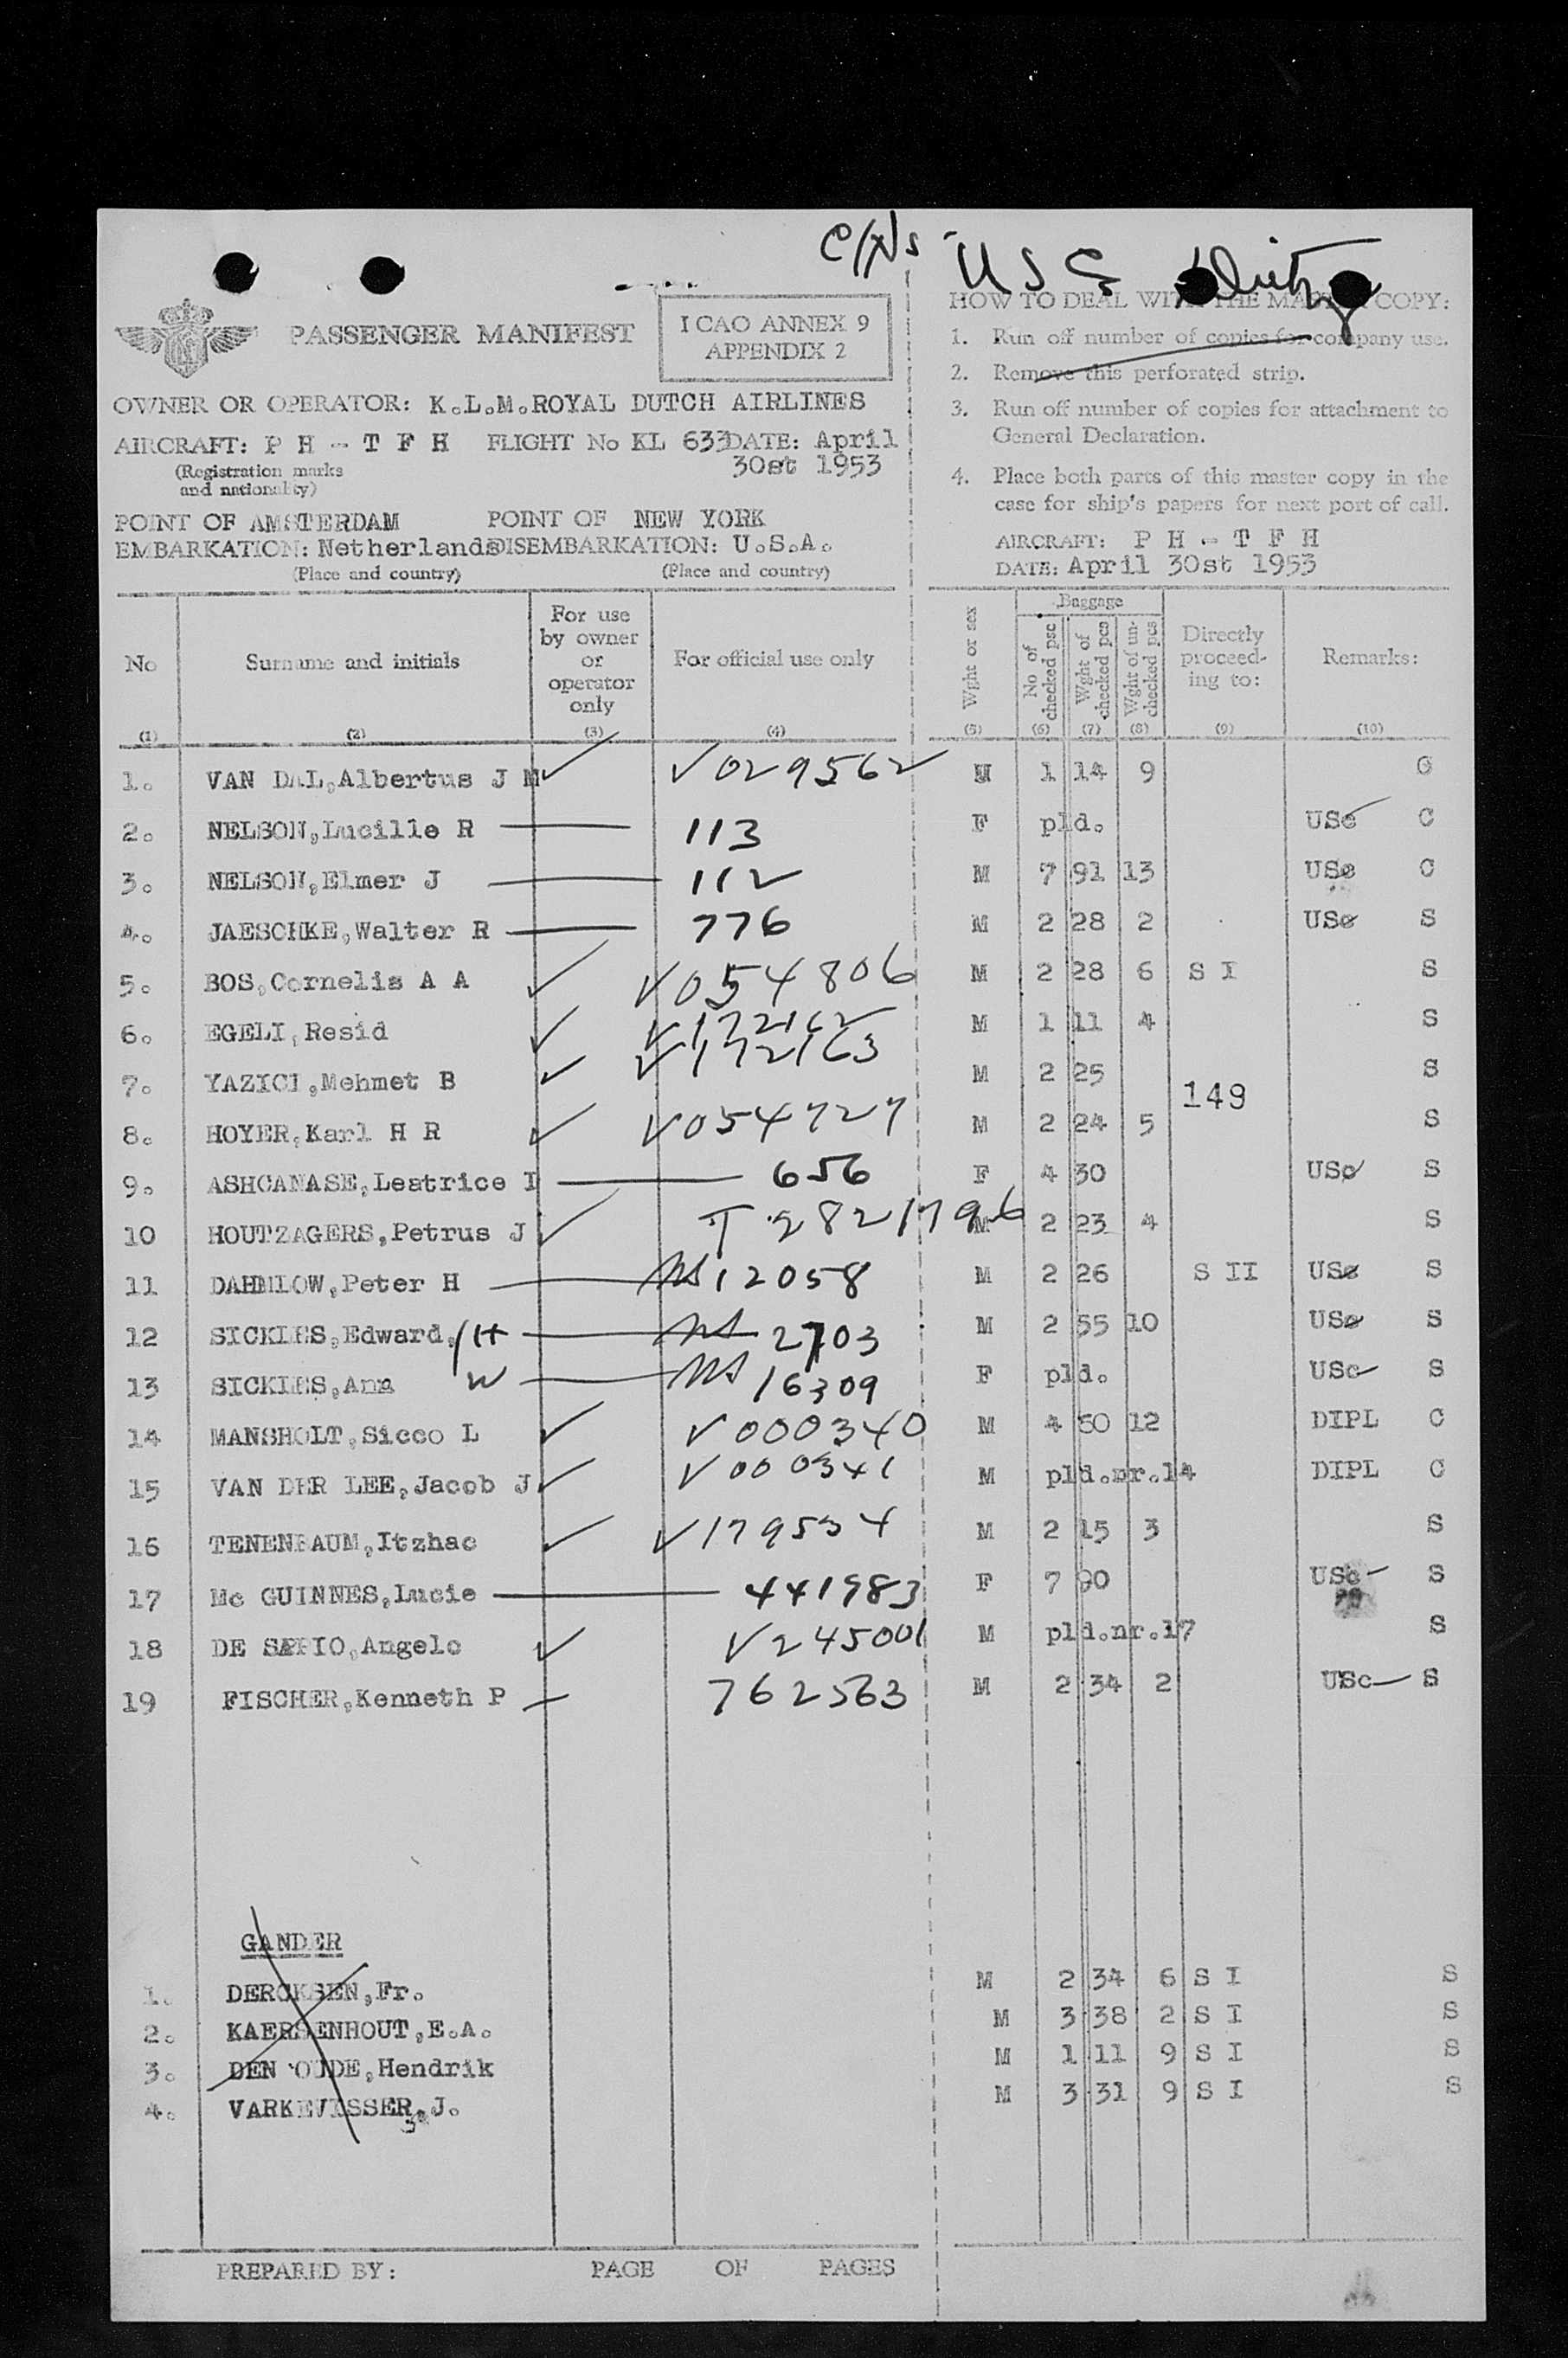 C/Ns - USC
PASSENGER MANIFEST
ICAO ANNEX 9
APPENDIX 2
OWNER OR OPERATOR: K.L.M.ROYAL DUTCH AIRLINES
AIRCRAFT: P H - T F H FLIGHT No KL 633 DATE: April
30st 1953
(Registration marks
and nationality)
POINT OF AMSTERDAM POINT OF NEW YORK
EMBARKATION: Netherlands DISEMBARKATION: U.S.A.
(Place and country) (Place and country)
HOW TO DEAL WITH THE MASTER COPY:
1. Run off number of copies for company use.
2. Remove this perforated strip.
3. Run off number of copies for attachment to
General Declaration.
4. Place both parts of this master copy in the
case for ship's papers for next port of call.
AIRCRAFT: P H - T F H
DATE: April 30st 1953
No Surname and initials For use by owner or operator only For official use only Wght or sex Baggage No of checked psc Wght of checked pcs Wght of un-checked pcs Directly proceed-ing to: Remarks:
(1) (2) (3) (4) (5) (6) (7) (8) (9) (10)
1. VAN DAL,Albertus J M ✓ V029562 M 1 14 9 C
2. NELSON,Lucille R 113 F pld. USc C
3. NELSON,Elmer J 112 M 7 91 13 USc C
4. JAESCHKE,Walter R 776 M 2 28 2 USc S
5. BOS,Cornelis A A ✓ V054806 M 2 28 6 S I S
6. EGELI,Resid ✓ V172162 M 1 11 4 S
7. YAZICI,Mehmet B ✓ V172163 M 2 25 S
149
8. HOYER,Karl H R ✓ V054727 M 2 24 5 S
9. ASHCANASE,Leatrice I 656 F 4 30 USc S
10 HOUTZAGERS,Petrus J ✓ T 2821796 M 2 23 4 S
11 DAHMLOW,Peter H NS 12058 M 2 26 S II USc S
12 SICKLES,Edward,/H NS 2703 M 2 55 10 USc S
13 SICKLES,Ann W NS 16309 F pld. USc S
14 MANSHOLT,Sicco L ✓ V000340 M 4 50 12 DIPL C
15 VAN DER LEE,Jacob J ✓ V000341 M pld.nr.14 DIPL C
16 TENENBAUM,Itzhac ✓ V179534 M 2 15 3 S
17 Mc GUINNES,Lucie 441983 F 7 90 USc S
18 DE SAPIO,Angelo ✓ V245001 M pld.nr.17 S
19 FISCHER,Kenneth P 762563 M 2 34 2 USc S
GANDER
1. DERCKSEN,Fr. M 2 34 6 S I S
2. KAERSENHOUT,E.A. M 3 38 2 S I S
3. DEN OUDE,Hendrik M 1 11 9 S I S
4. VARKEVISSER,J. M 3 31 9 S I S
PREPARED BY: PAGE OF PAGES